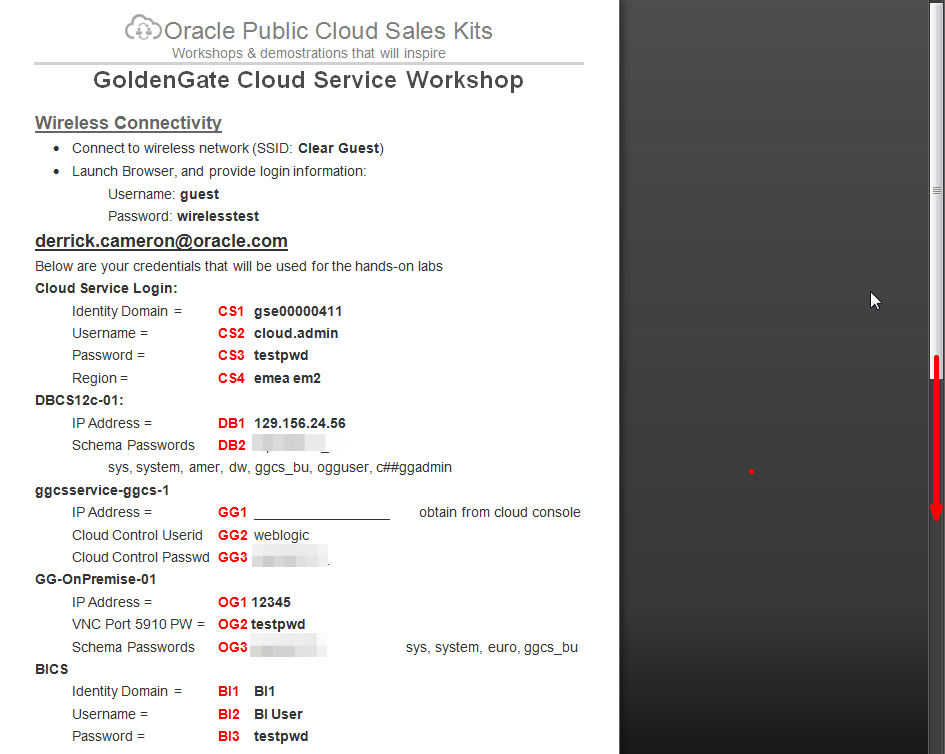 Oracle Public Cloud Sales Kits
Workshops & demostrations that will inspire
GoldenGate Cloud Service Workshop
Wireless Connectivity
• Connect to wireless network (SSID: Clear Guest)
• Launch Browser, and provide login information:
Username: guest
Password: wirelesstest
derrick.cameron@oracle.com
Below are your credentials that will be used for the hands-on labs
Cloud Service Login:
Identity Domain = CS1 gse00000411
Username = CS2 cloud.admin
Password = CS3 testpwd
Region = CS4 emea em2
DBCS12c-01:
IP Address = DB1 129.156.24.56
Schema Passwords DB2
sys, system, amer, dw, ggcs_bu, ogguser, c##ggadmin
ggcsservice-ggcs-1
IP Address = GG1 __________________ obtain from cloud console
Cloud Control Userid GG2 weblogic
Cloud Control Passwd GG3
GG-OnPremise-01
IP Address = OG1 12345
VNC Port 5910 PW = OG2 testpwd
Schema Passwords OG3 sys, system, euro, ggcs_bu
BICS
Identity Domain = BI1 BI1
Username = BI2 BI User
Password = BI3 testpwd